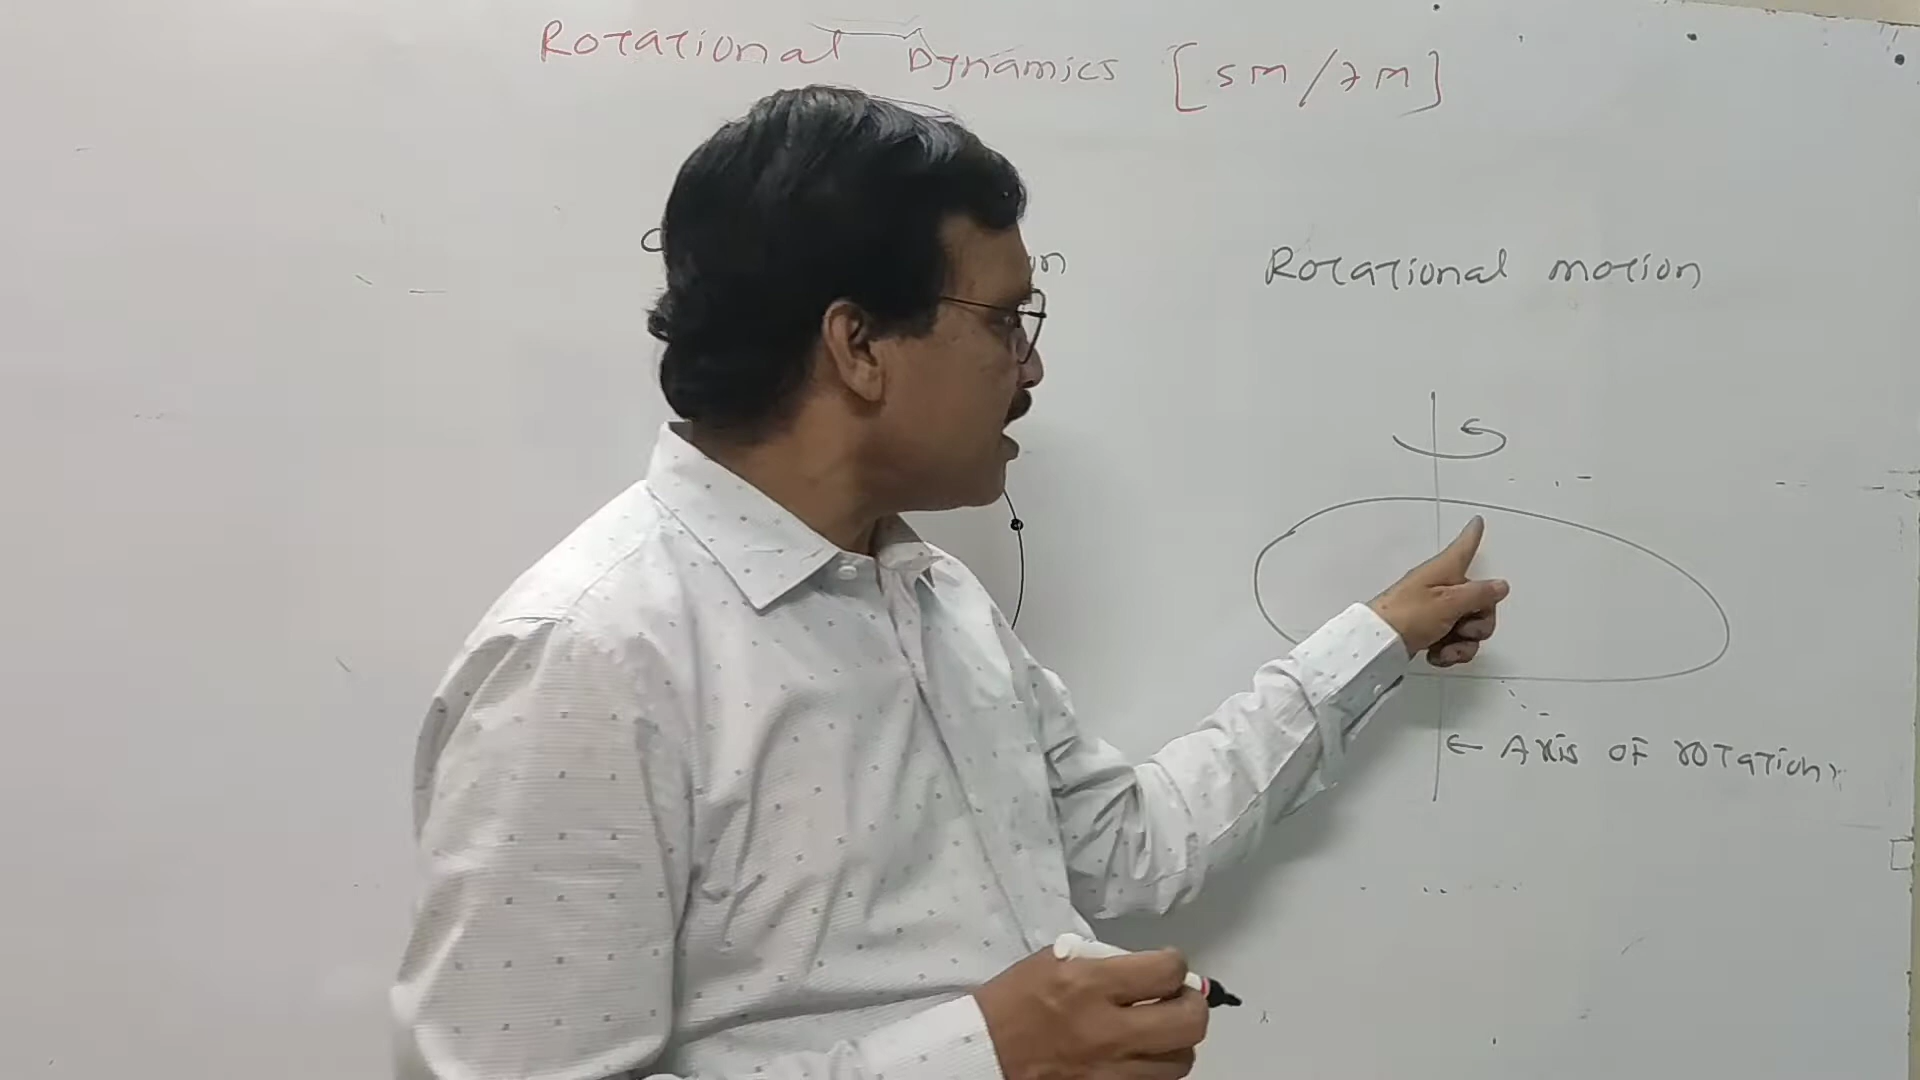 Rotational Dynamics [5M/7M]
Rotational motion
← Axis of rotation